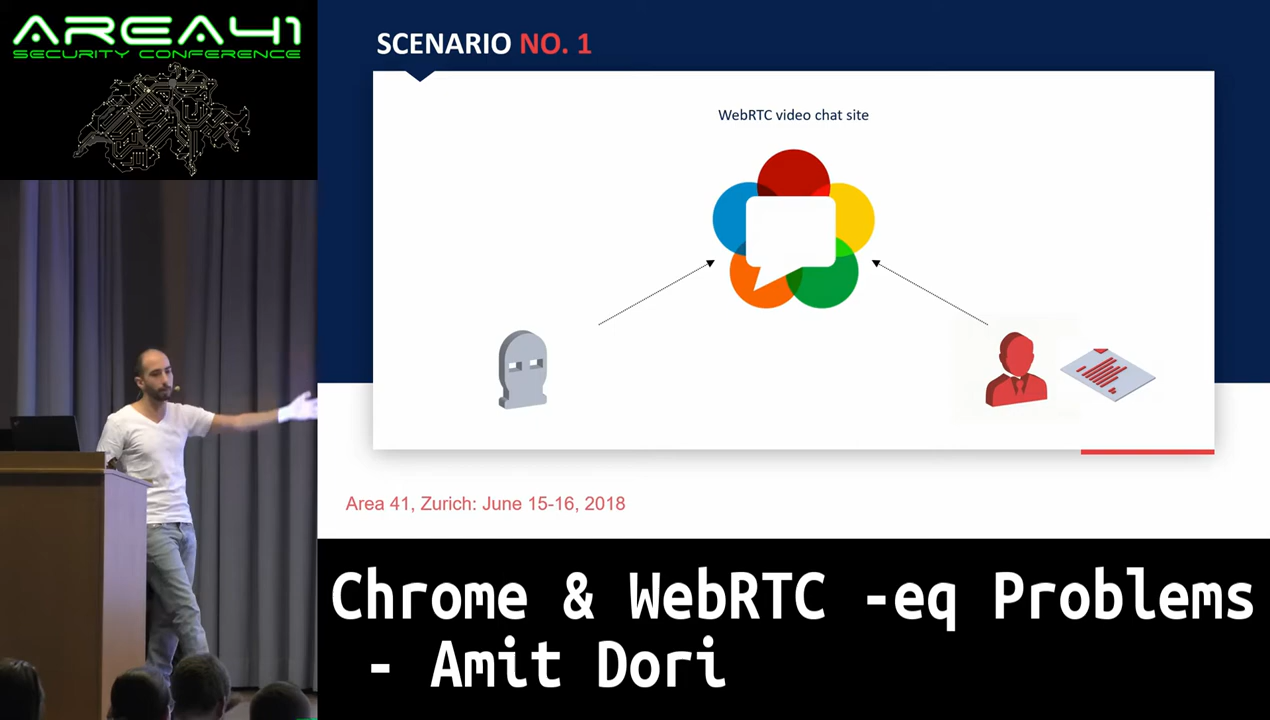 AREA41
SECURITY CONFERENCE
SCENARIO NO. 1
WebRTC video chat site
Area 41, Zurich: June 15-16, 2018
Chrome & WebRTC -eq Problems
- Amit Dori